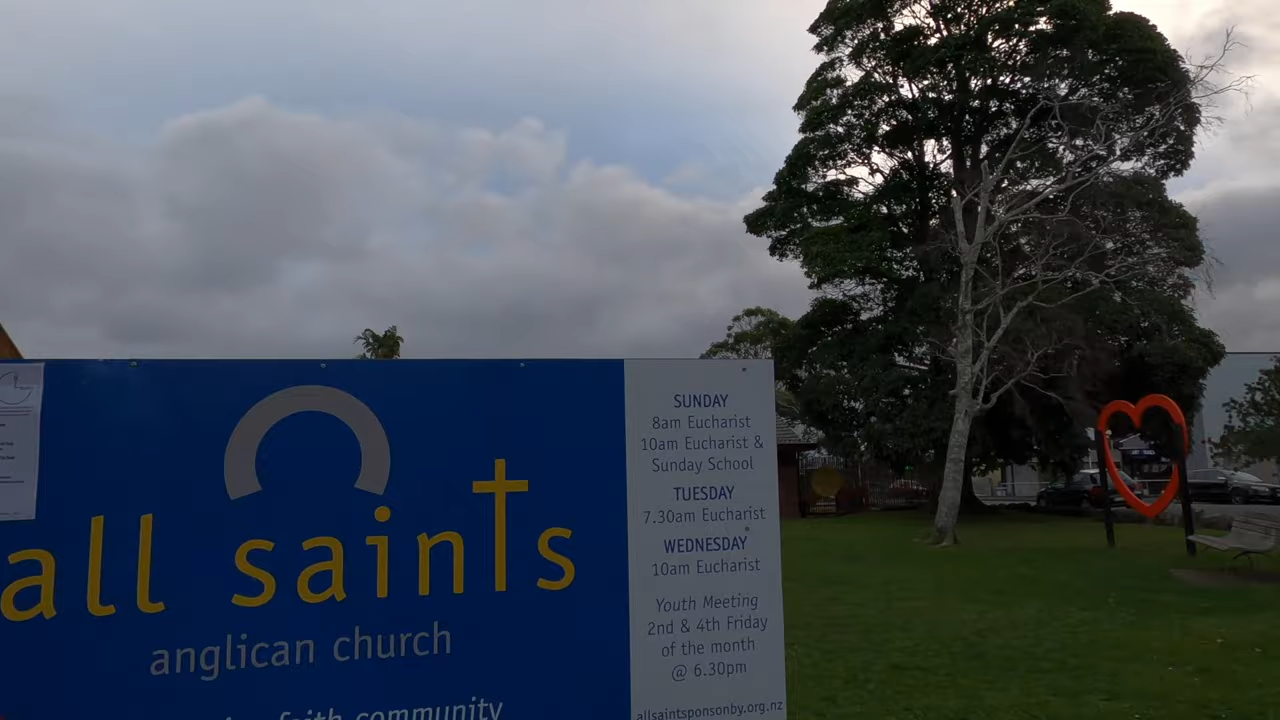 all saints
anglican church
faith community
SUNDAY
8am Eucharist
10am Eucharist &
Sunday School
TUESDAY
7.30am Eucharist
WEDNESDAY
10am Eucharist
Youth Meeting
2nd & 4th Friday
of the month
@ 6.30pm
allsaintsponsonby.org.nz